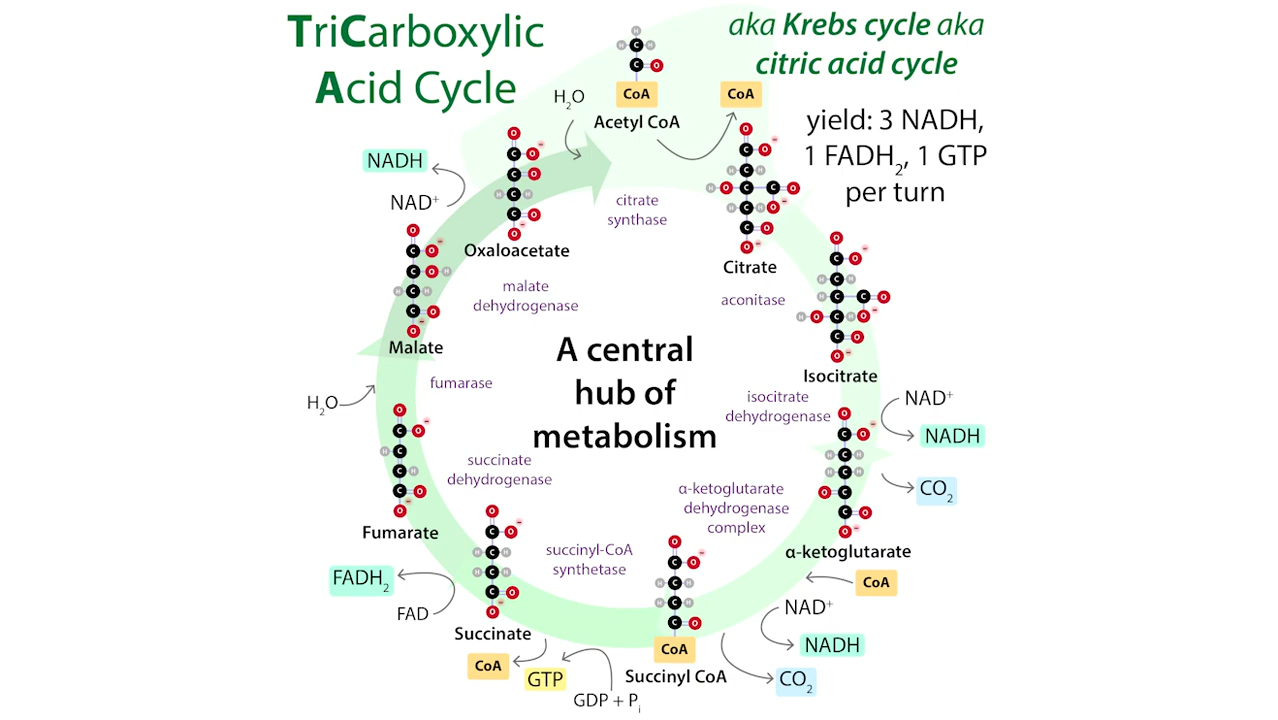 TriCarboxylic
Acid Cycle
aka Krebs cycle aka
citric acid cycle
yield: 3 NADH,
1 FADH₂, 1 GTP
per turn
H₂O
CoA
Acetyl CoA
CoA
NADH
NAD⁺
Oxaloacetate
citrate
synthase
Citrate
malate
dehydrogenase
aconitase
Malate
Isocitrate
A central
hub of
metabolism
fumarase
H₂O
isocitrate
dehydrogenase
NAD⁺
NADH
CO₂
succinate
dehydrogenase
α-ketoglutarate
dehydrogenase
complex
Fumarate
succinyl-CoA
synthetase
α-ketoglutarate
CoA
FADH₂
FAD
NAD⁺
NADH
Succinate
CoA
CoA
Succinyl CoA
CO₂
GTP
GDP + Pᵢ